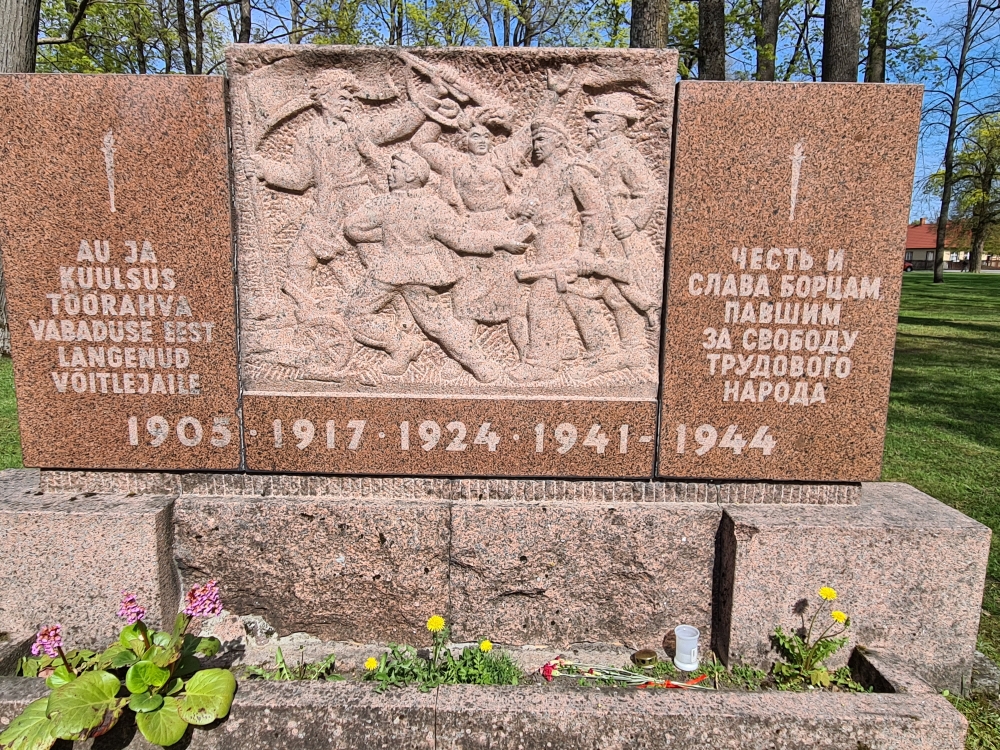 AU JA
KUULSUS
TÖÖRAHVA
VABADUSE EEST
LANGENUD
VÕITLEJAILE
ЧЕСТЬ И
СЛАВА БОРЦАМ
ПАВШИМ
ЗА СВОБОДУ
ТРУДОВОГО
НАРОДА
1905 · 1917 · 1924 · 1941 - 1944